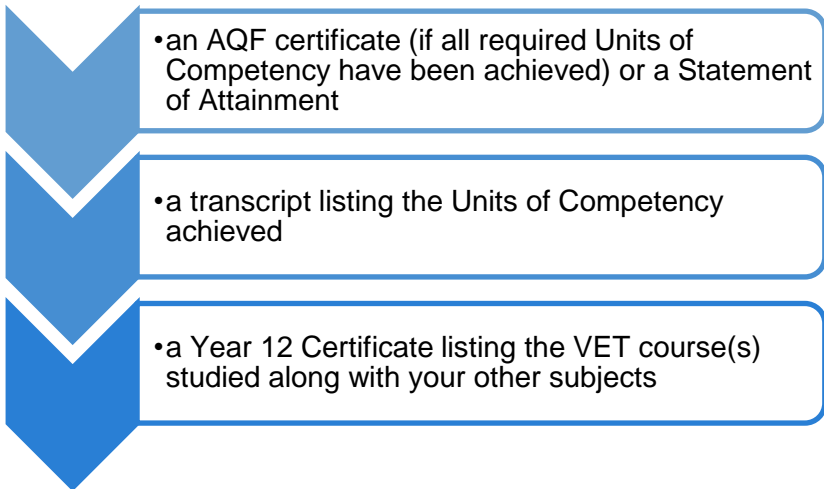 •an AQF certificate (if all required Units of
Competency have been achieved) or a Statement
of Attainment
•a transcript listing the Units of Competency
achieved
•a Year 12 Certificate listing the VET course(s)
studied along with your other subjects